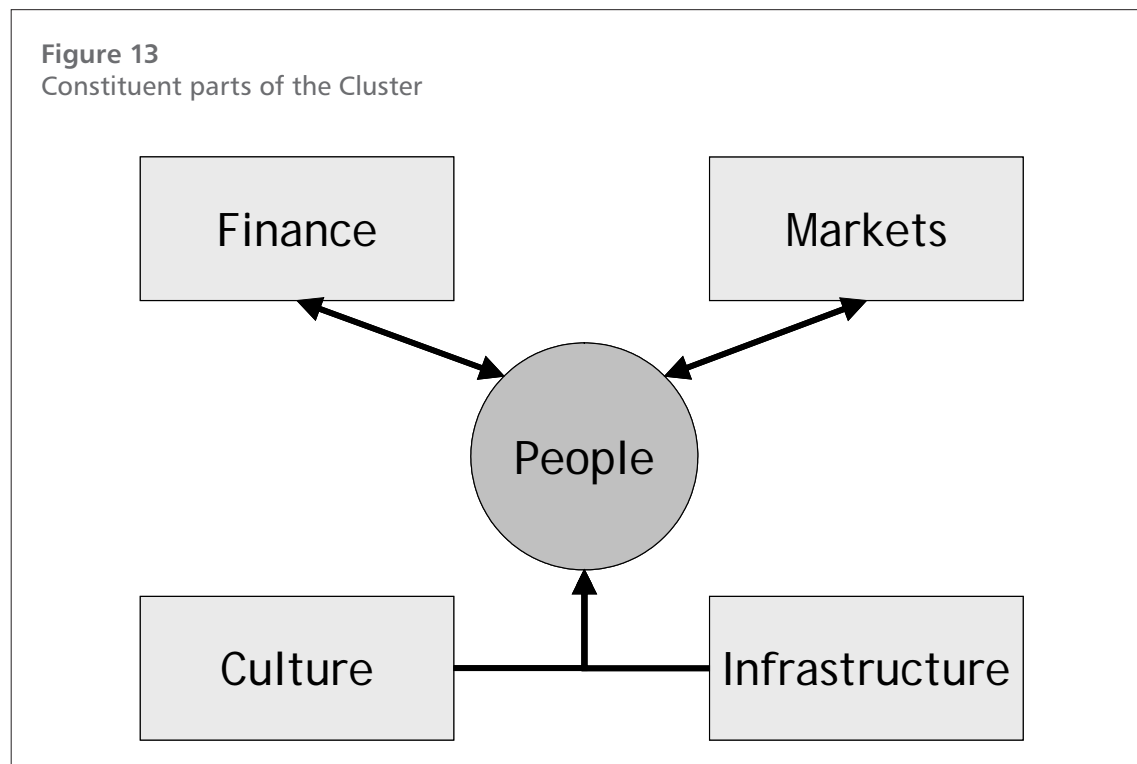 Figure 13
Constituent parts of the Cluster
Finance
Markets
People
Culture
Infrastructure